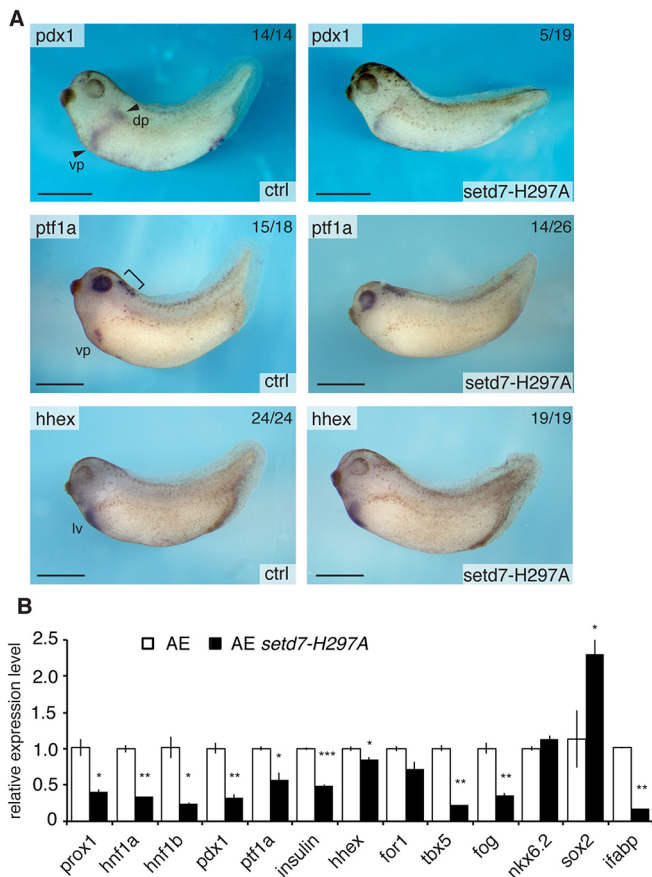 A
pdx1 14/14
dp
vp
ctrl
pdx1 5/19
setd7-H297A
ptf1a 15/18
vp
ctrl
ptf1a 14/26
setd7-H297A
hhex 24/24
lv
ctrl
hhex 19/19
setd7-H297A
B
relative expression level
2.5
2.0
1.5
1.0
0.5
0
AE AE setd7-H297A
* ** * ** * *** * ** ** * **
prox1 hnf1a hnf1b pdx1 ptf1a insulin hhex for1 tbx5 fog nkx6.2 sox2 ifabp